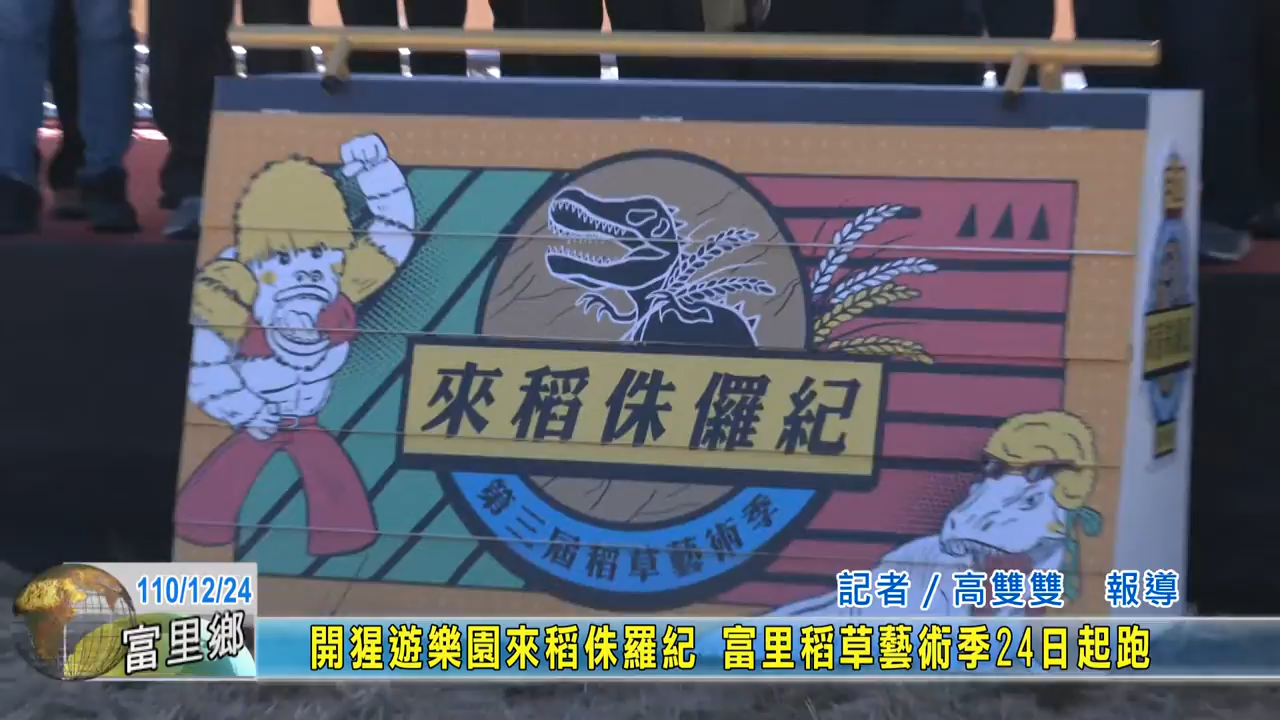 來稻侏儸紀
第三屆稻草藝術季
110/12/24
富里鄉
記者/高雙雙 報導
開猩遊樂園來稻侏羅紀 富里稻草藝術季24日起跑